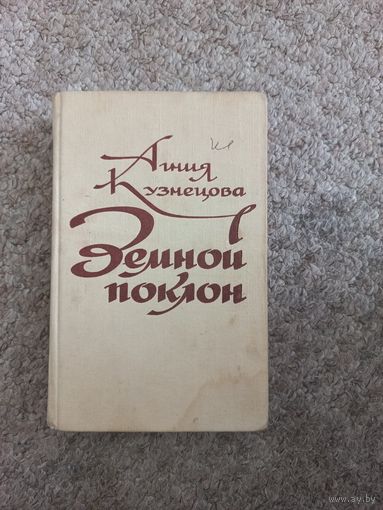 Агния
Кузнецова
Земной
поклон
www.ay.by